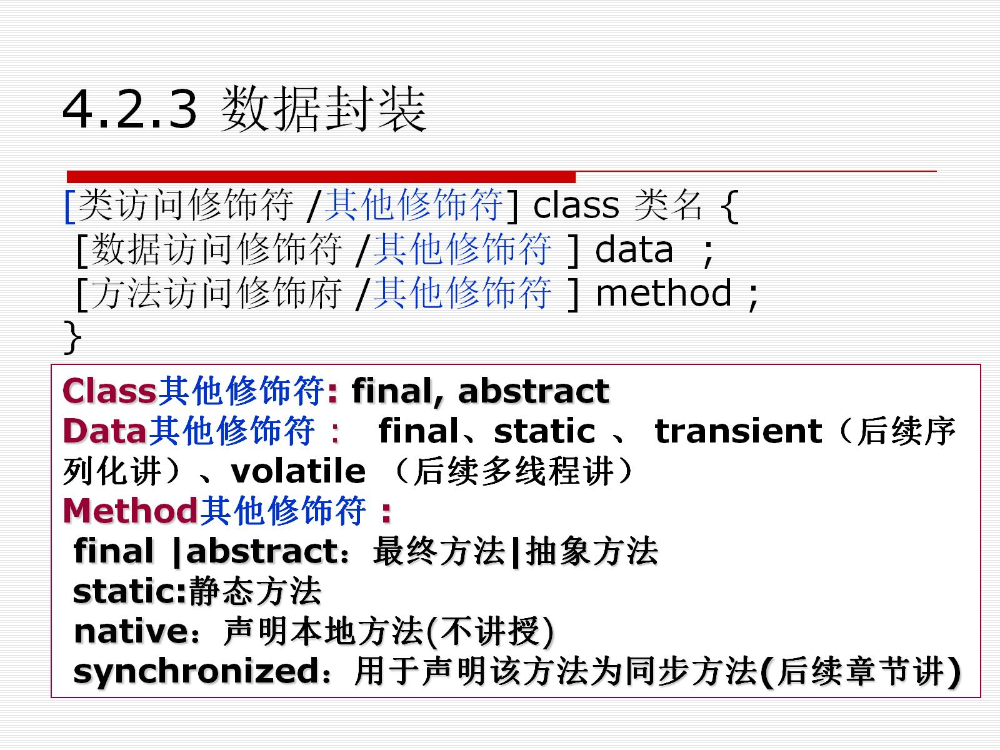 4.2.3 数据封装
[类访问修饰符 /其他修饰符] class 类名 {
[数据访问修饰符 /其他修饰符 ] data ;
[方法访问修饰府 /其他修饰符 ] method ;
}
Class其他修饰符: final, abstract
Data其他修饰符： final、static 、 transient（后续序
列化讲）、volatile （后续多线程讲）
Method其他修饰符 :
final |abstract：最终方法|抽象方法
static:静态方法
native：声明本地方法(不讲授)
synchronized：用于声明该方法为同步方法(后续章节讲)